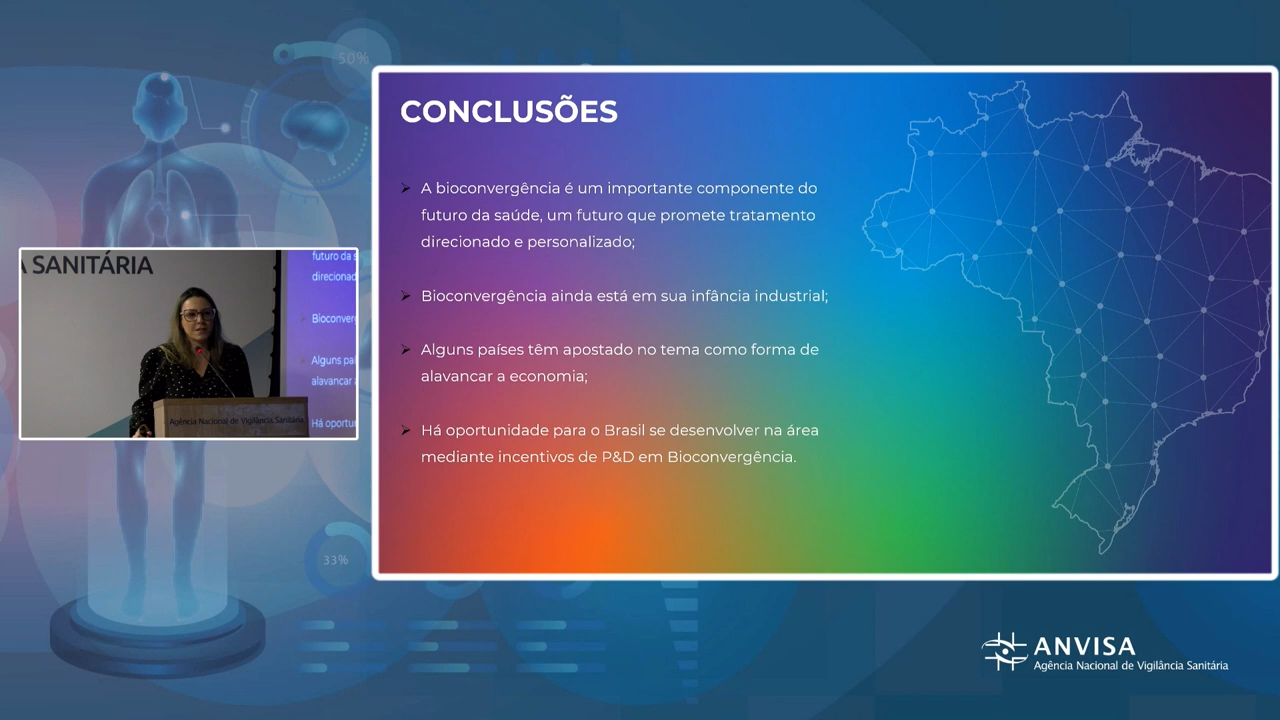 50%
CONCLUSÕES
A bioconvergência é um importante componente do
futuro da saúde, um futuro que promete tratamento
direcionado e personalizado;
Bioconvergência ainda está em sua infância industrial;
Alguns países têm apostado no tema como forma de
alavancar a economia;
Há oportunidade para o Brasil se desenvolver na área
mediante incentivos de P&D em Bioconvergência.
A SANITÁRIA
futuro da s
direcionad
Bioconver
Alguns paí
alavancar
Há oportu
Agência Nacional de Vigilância Sanitária
33%
ANVISA
Agência Nacional de Vigilância Sanitária